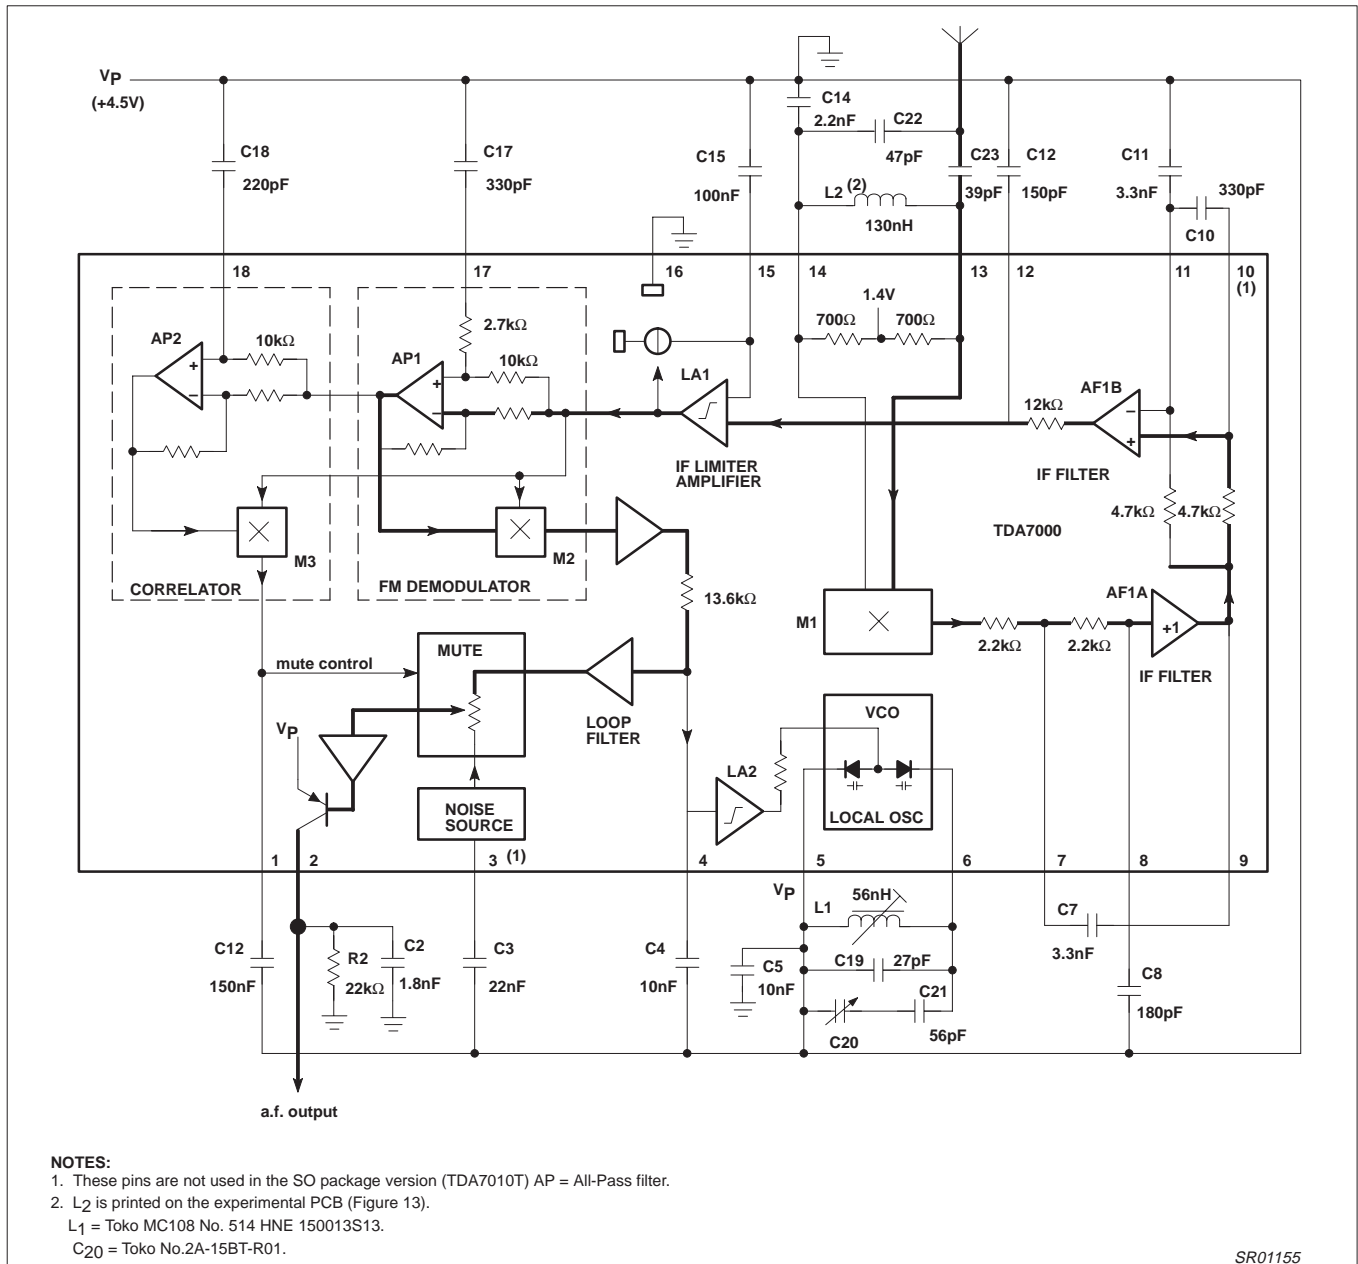 VP
(+4.5V)
C18
220pF
C17
330pF
C15
100nF
C14
2.2nF
C22
47pF
L2 (2)
130nH
C23
39pF
C12
150pF
C11
3.3nF
330pF
C10
18
17
16
15
14
13
12
11
10
(1)
AP2
10kΩ
2.7kΩ
AP1
10kΩ
+
−
+
−
LA1
IF LIMITER
AMPLIFIER
1.4V
700Ω
700Ω
12kΩ
AF1B
−
+
IF FILTER
4.7kΩ
4.7kΩ
TDA7000
M3
CORRELATOR
M2
FM DEMODULATOR
13.6kΩ
M1
2.2kΩ
2.2kΩ
AF1A
+1
IF FILTER
mute control
MUTE
LOOP
FILTER
VP
NOISE
SOURCE
LA2
VCO
LOCAL OSC
1
2
3 (1)
4
5
6
7
8
9
C12
150nF
R2
22kΩ
C2
1.8nF
C3
22nF
C4
10nF
VP
L1
56nH
C5
10nF
C19
27pF
C20
C21
56pF
C7
3.3nF
C8
180pF
a.f. output
NOTES:
1. These pins are not used in the SO package version (TDA7010T) AP = All-Pass filter.
2. L2 is printed on the experimental PCB (Figure 13).
L1 = Toko MC108 No. 514 HNE 150013S13.
C20 = Toko No.2A-15BT-R01.
SR01155